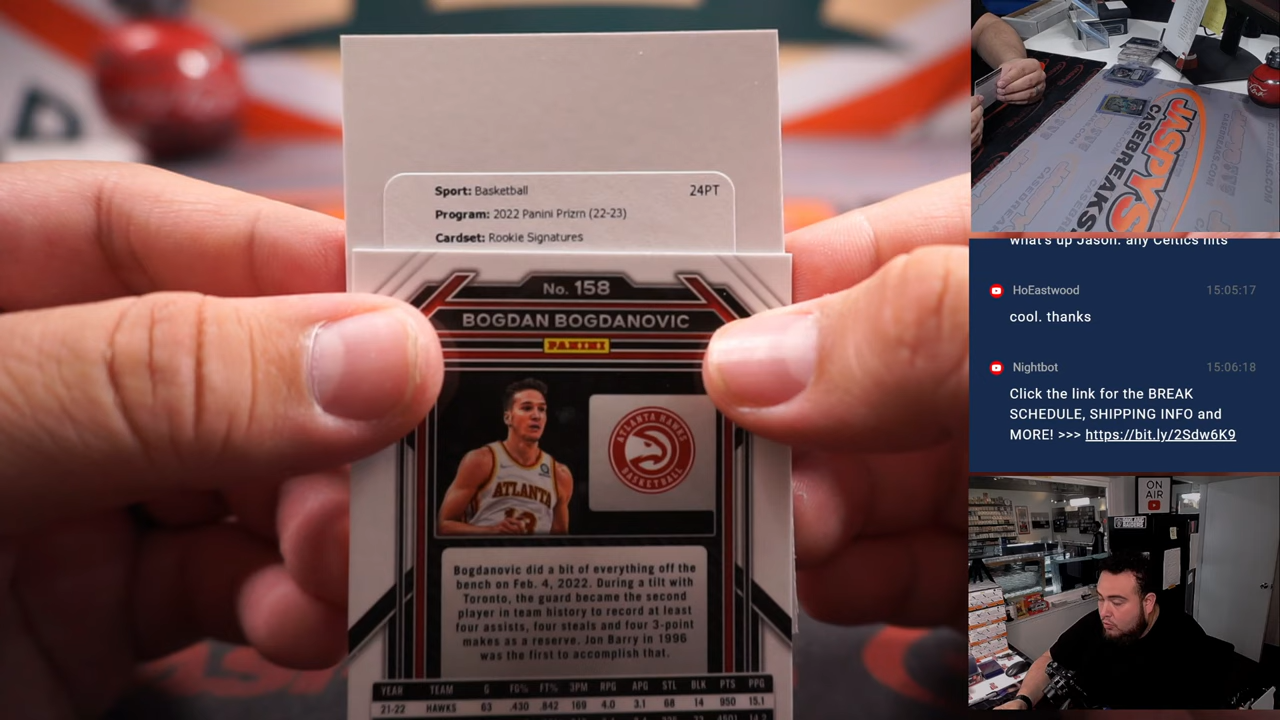 Sport: Basketball 24PT
Program: 2022 Panini Prizm (22-23)
Cardset: Rookie Signatures
No. 158
BOGDAN BOGDANOVIC
PANINI
ATLANTA HAWKS
BASKETBALL
ATLANTA
13
Bogdanovic did a bit of everything off the
bench on Feb. 4, 2022. During a tilt with
Toronto, the guard became the second
player in team history to record at least
four assists, four steals and four 3-point
makes as a reserve. Jon Barry in 1996
was the first to accomplish that.
YEAR TEAM G FG% FT% 3PM RPG APG STL BLK PTS PPG
21-22 HAWKS 63 .430 .842 169 4.0 3.1 68 14 950 15.1
JASPYS
CASEBREAKS
what's up Jason. any Celtics hits
HoEastwood 15:05:17
cool. thanks
Nightbot 15:06:18
Click the link for the BREAK
SCHEDULE, SHIPPING INFO and
MORE! >>> https://bit.ly/2Sdw6K9
ON
AIR